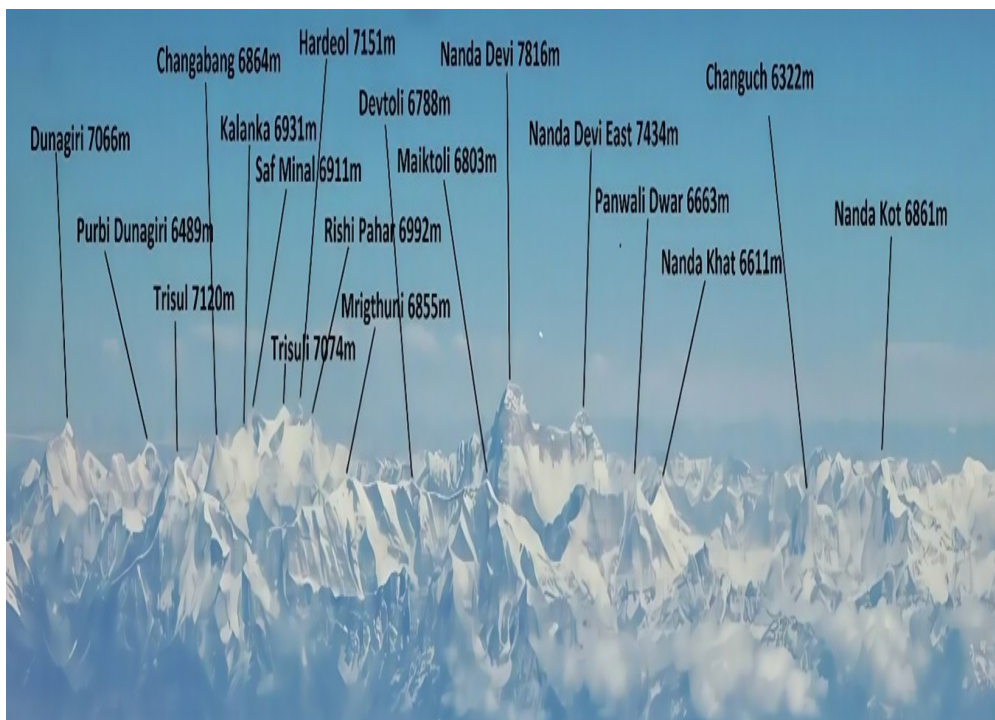 Hardeol 7151m
Changabang 6864m
Nanda Devi 7816m
Changuch 6322m
Devtoli 6788m
Dunagiri 7066m
Kalanka 6931m
Nanda Devi East 7434m
Saf Minal 6911m
Maiktoli 6803m
Panwali Dwar 6663m
Nanda Kot 6861m
Purbi Dunagiri 6489m
Rishi Pahar 6992m
Nanda Khat 6611m
Trisul 7120m
Mrigthuni 6855m
Trisuli 7074m